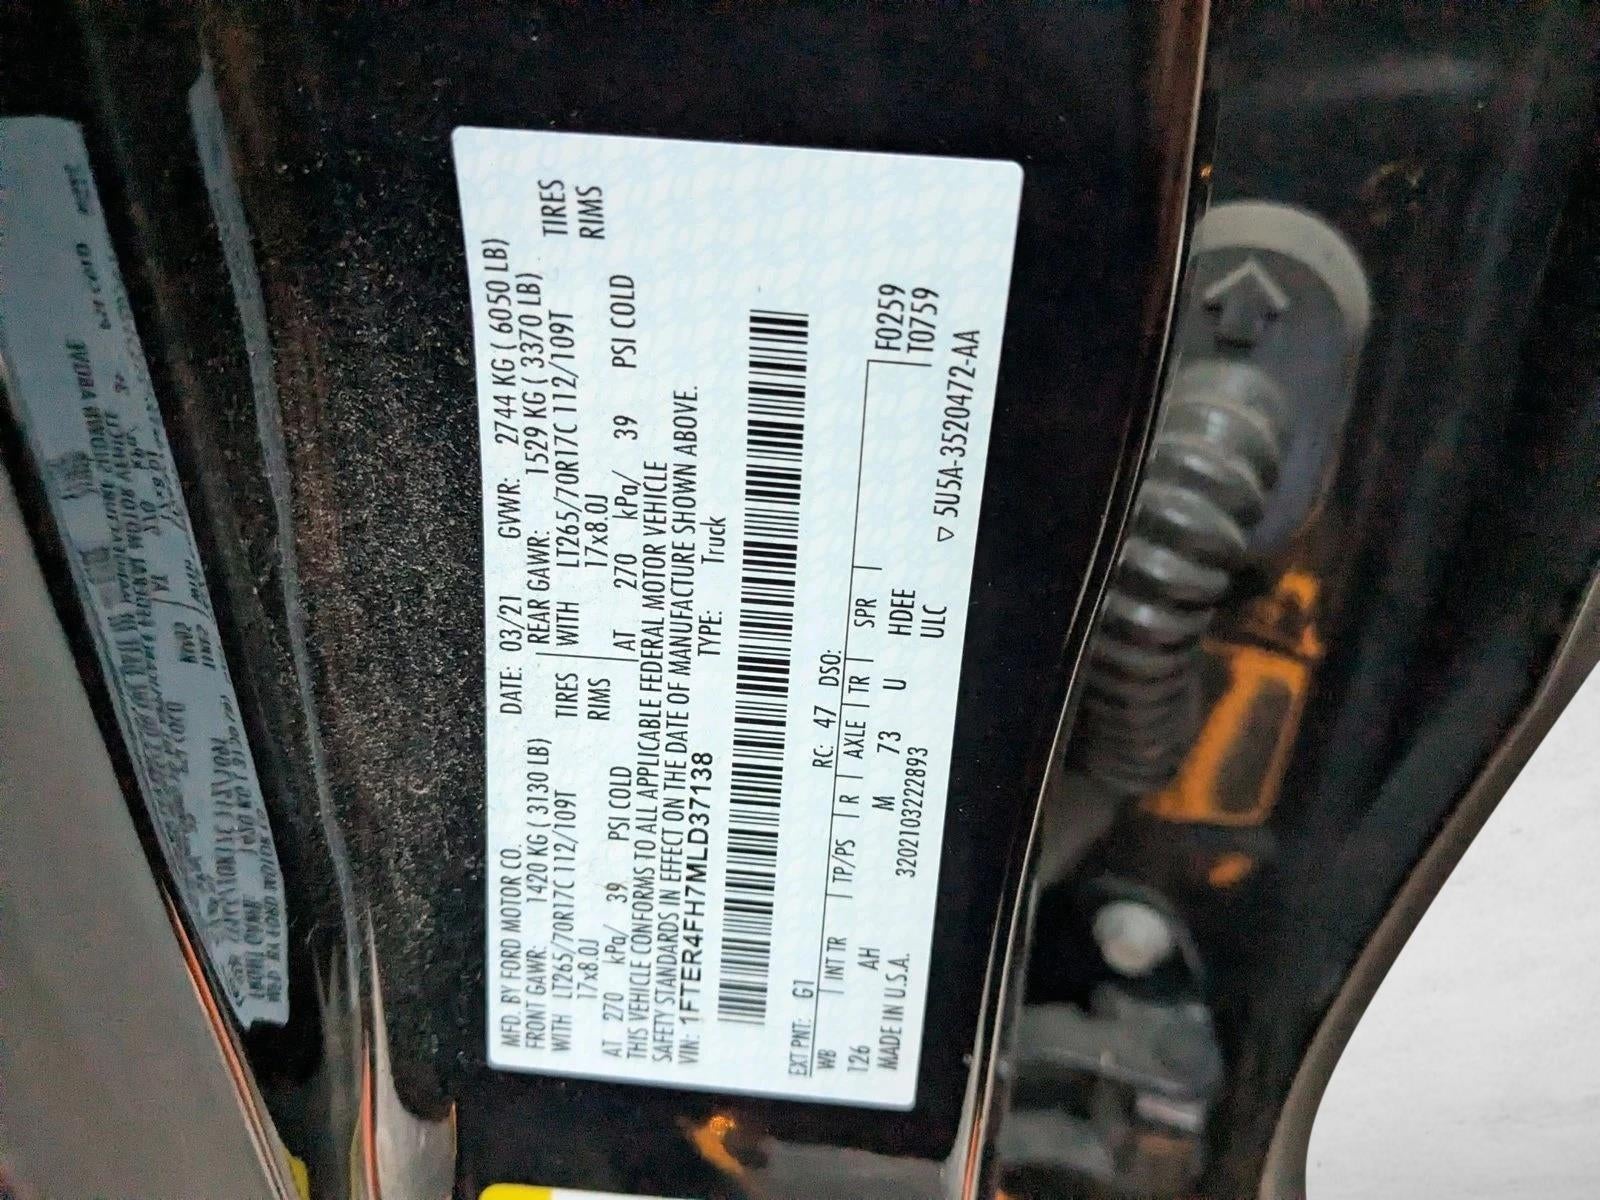 MFD. BY FORD MOTOR CO. DATE: 03/21 GVWR: 2744 KG ( 6050 LB)
FRONT GAWR: 1420 KG ( 3130 LB) REAR GAWR: 1529 KG ( 3370 LB)
WITH LT265/70R17C 112/109T TIRES WITH LT265/70R17C 112/109T TIRES
17x8.0J RIMS 17x8.0J RIMS
AT 270 kPa/ 39 PSI COLD AT 270 kPa/ 39 PSI COLD
THIS VEHICLE CONFORMS TO ALL APPLICABLE FEDERAL MOTOR VEHICLE
SAFETY STANDARDS IN EFFECT ON THE DATE OF MANUFACTURE SHOWN ABOVE.
VIN: 1FTER4FH7MLD37138 TYPE: Truck
EXT PNT: G1 RC: 47 DSO: F0259
WB INT TR TP/PS R AXLE TR SPR T0759
126 AH M 73 U HDEE
MADE IN U.S.A. 3202103222893 ULC ▽ 5U5A-3520472-AA